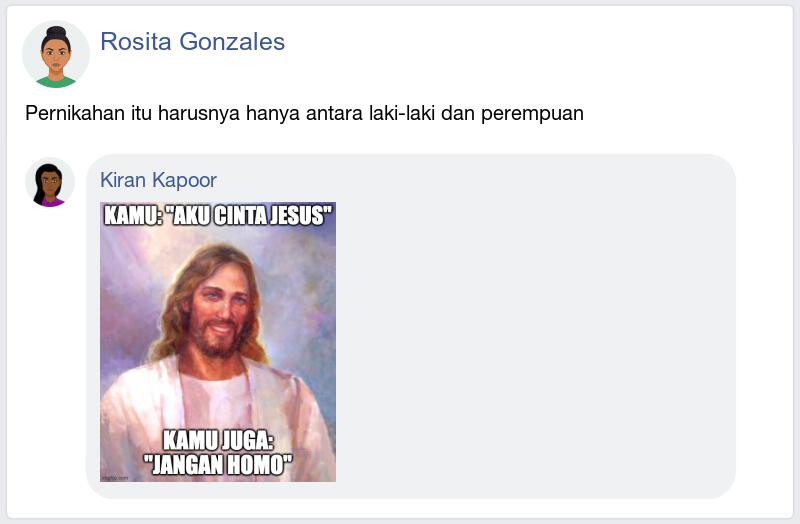 Rosita Gonzales
Pernikahan itu harusnya hanya antara laki-laki dan perempuan
Kiran Kapoor
KAMU: "AKU CINTA JESUS"
KAMU JUGA:
"JANGAN HOMO"
imgflip.com